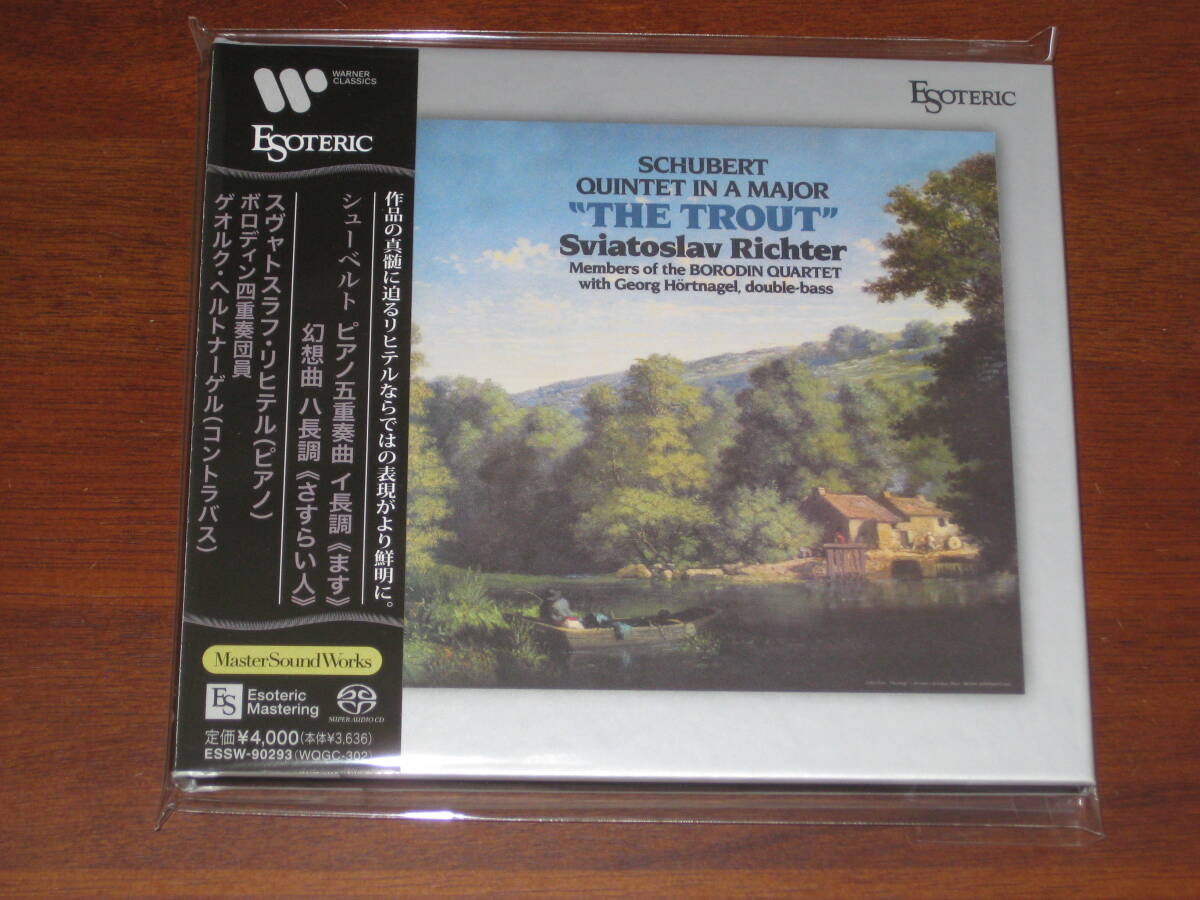 WARNER
CLASSICS
ESOTERIC
作品の真髄に迫るリヒテルならではの表現がより鮮明に。
シューベルト ピアノ五重奏曲 イ長調《ます》
幻想曲 ハ長調《さすらい人》
スヴャトスラフ・リヒテル(ピアノ)
ボロディン四重奏団員
ゲオルク・ヘルトナーゲル(コントラバス)
MasterSoundWorks
ES
Esoteric
Mastering
SUPER AUDIO CD
定価¥4,000(本体¥3,636)
ESSW-90293(WQGC-302)
ESOTERIC
SCHUBERT
QUINTET IN A MAJOR
"THE TROUT"
Sviatoslav Richter
Members of the BORODIN QUARTET
with Georg Hörtnagel, double-bass